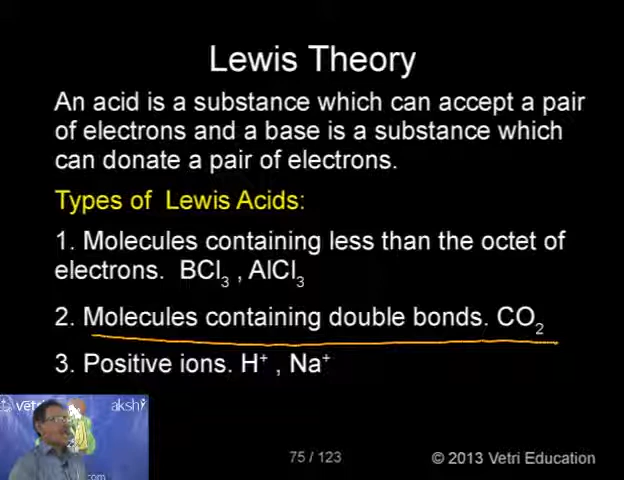 Lewis Theory
An acid is a substance which can accept a pair
of electrons and a base is a substance which
can donate a pair of electrons.
Types of Lewis Acids:
1. Molecules containing less than the octet of
electrons. BCl₃ , AlCl₃
2. Molecules containing double bonds. CO₂
3. Positive ions. H⁺ , Na⁺
akshi
75 / 123
© 2013 Vetri Education